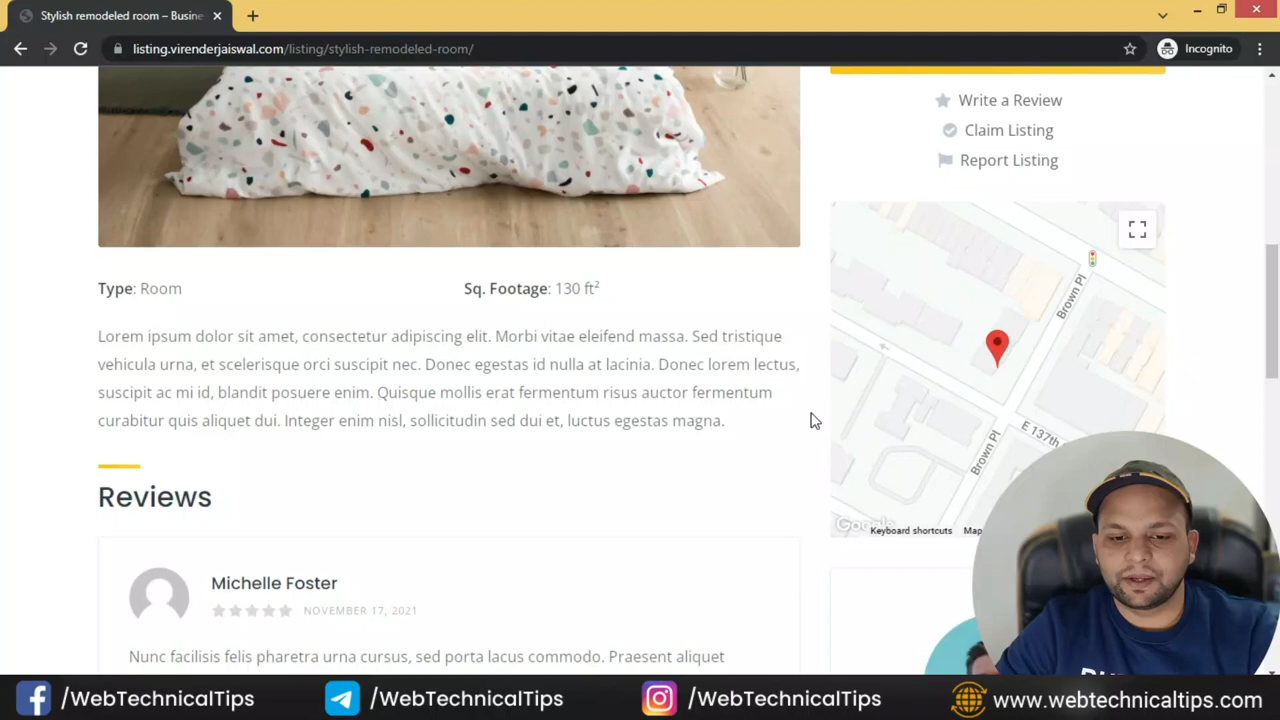 Stylish remodeled room – Busine
listing.virenderjaiswal.com/listing/stylish-remodeled-room/
Incognito
Write a Review
Claim Listing
Report Listing
Type: Room
Sq. Footage: 130 ft²
Lorem ipsum dolor sit amet, consectetur adipiscing elit. Morbi vitae eleifend massa. Sed tristique
vehicula urna, et scelerisque orci suscipit nec. Donec egestas id nulla at lacinia. Donec lorem lectus,
suscipit ac mi id, blandit posuere enim. Quisque mollis erat fermentum risus auctor fermentum
curabitur quis aliquet dui. Integer enim nisl, sollicitudin sed dui et, luctus egestas magna.
Brown Pl
E 137th
Brown Pl
Google
Keyboard shortcuts
Map
Reviews
Michelle Foster
NOVEMBER 17, 2021
Nunc facilisis felis pharetra urna cursus, sed porta lacus commodo. Praesent aliquet
/WebTechnicalTips
/WebTechnicalTips
/WebTechnicalTips
www.webtechnicaltips.com